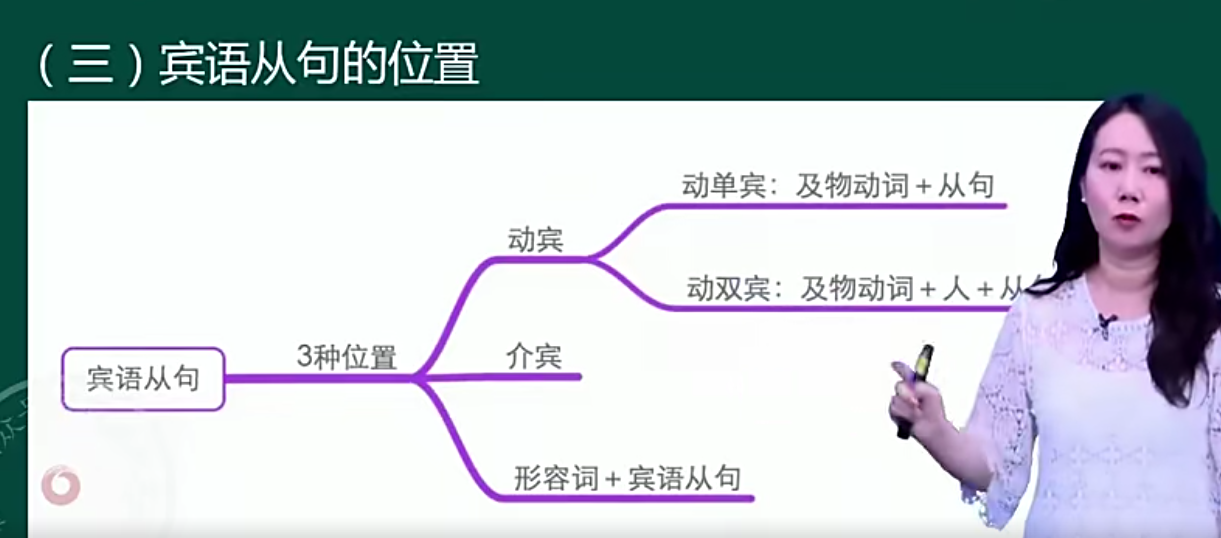 （三）宾语从句的位置
动单宾：及物动词＋从句
动宾
动双宾：及物动词＋人＋从
3种位置
介宾
宾语从句
形容词＋宾语从句